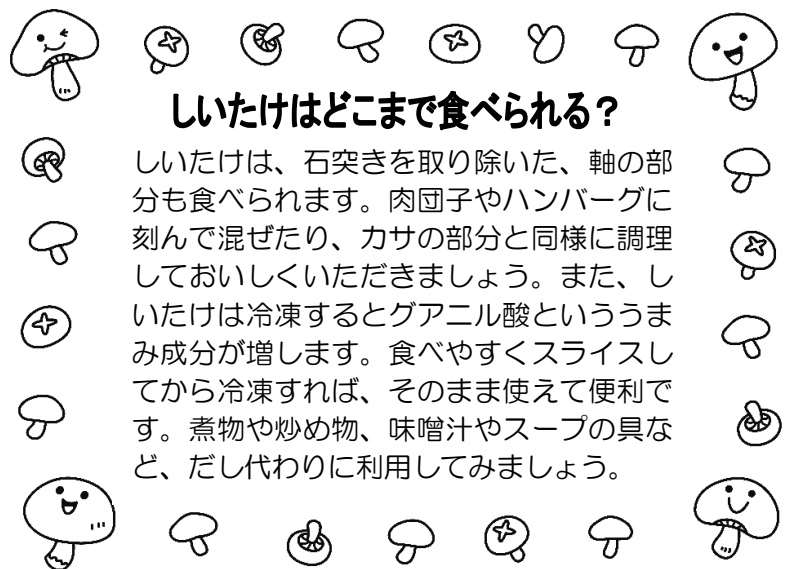 しいたけはどこまで食べられる？
しいたけは、石突きを取り除いた、軸の部
分も食べられます。肉団子やハンバーグに
刻んで混ぜたり、カサの部分と同様に調理
しておいしくいただきましょう。また、し
いたけは冷凍するとグアニル酸といううま
み成分が増します。食べやすくスライスし
てから冷凍すれば、そのまま使えて便利で
す。煮物や炒め物、味噌汁やスープの具な
ど、だし代わりに利用してみましょう。